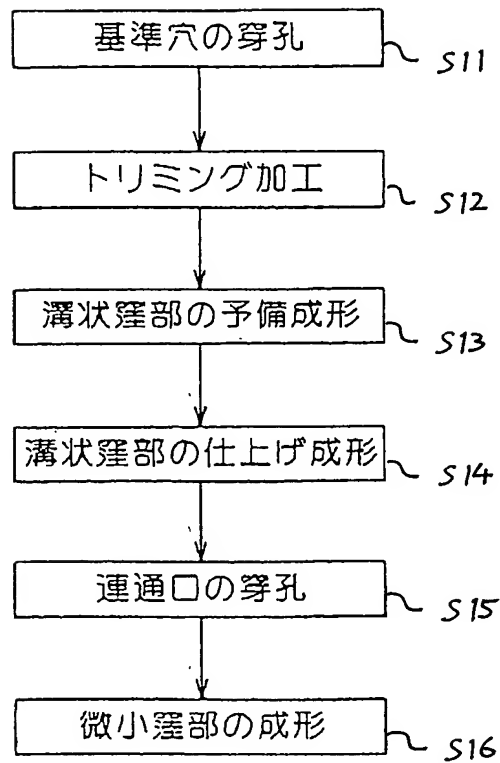 基準穴の穿孔
S11
トリミング加工
S12
溝状窪部の予備成形
S13
溝状窪部の仕上げ成形
S14
連通口の穿孔
S15
微小窪部の成形
S16